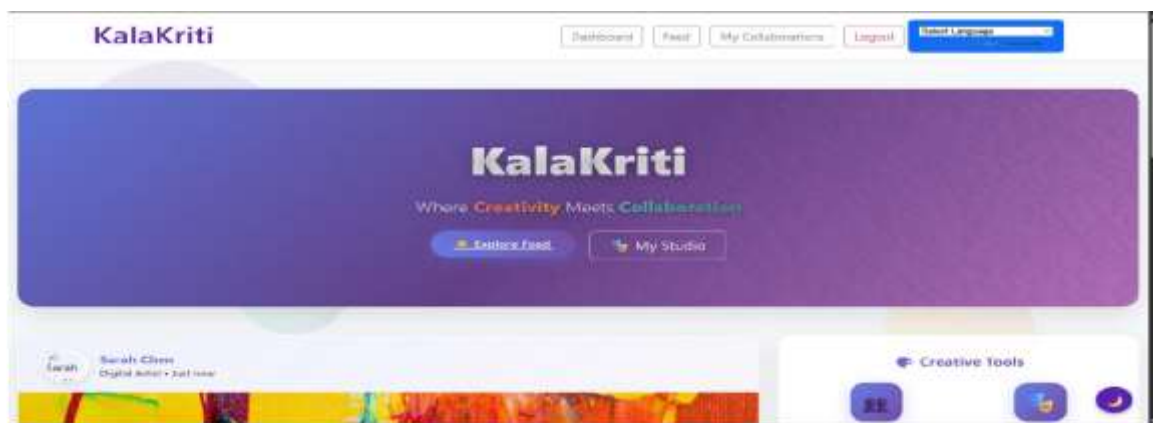 KalaKriti
Dashboard
Feed
My Collaborations
Logout
Select Language
KalaKriti
Where Creativity Meets Collaboration
Explore Feed
My Studio
Sarah
Sarah Chen
Digital Artist • Just now
Creative Tools